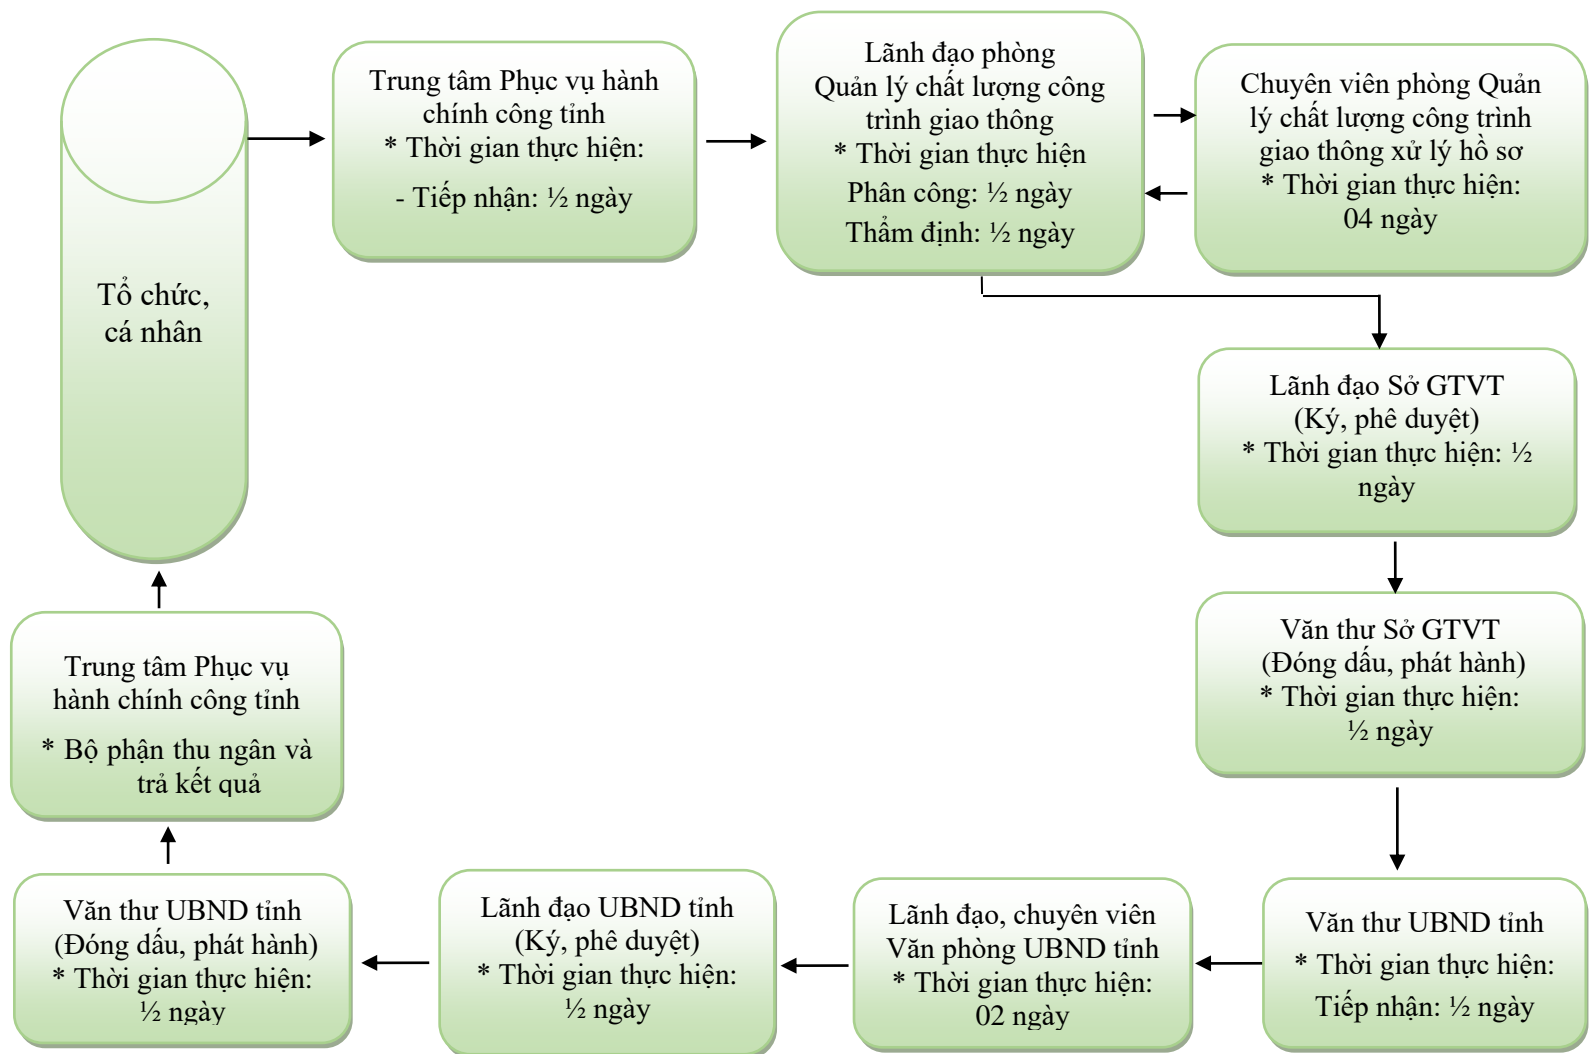 Tổ chức,
cá nhân
Trung tâm Phục vụ hành
chính công tỉnh
* Thời gian thực hiện:
- Tiếp nhận: ½ ngày
Lãnh đạo phòng
Quản lý chất lượng công
trình giao thông
* Thời gian thực hiện
Phân công: ½ ngày
Thẩm định: ½ ngày
Chuyên viên phòng Quản
lý chất lượng công trình
giao thông xử lý hồ sơ
* Thời gian thực hiện:
04 ngày
Lãnh đạo Sở GTVT
(Ký, phê duyệt)
* Thời gian thực hiện: ½
ngày
Văn thư Sở GTVT
(Đóng dấu, phát hành)
* Thời gian thực hiện:
½ ngày
Văn thư UBND tỉnh
* Thời gian thực hiện:
Tiếp nhận: ½ ngày
Lãnh đạo, chuyên viên
Văn phòng UBND tỉnh
* Thời gian thực hiện:
02 ngày
Lãnh đạo UBND tỉnh
(Ký, phê duyệt)
* Thời gian thực hiện:
½ ngày
Văn thư UBND tỉnh
(Đóng dấu, phát hành)
* Thời gian thực hiện:
½ ngày
Trung tâm Phục vụ
hành chính công tỉnh
* Bộ phận thu ngân và
trả kết quả